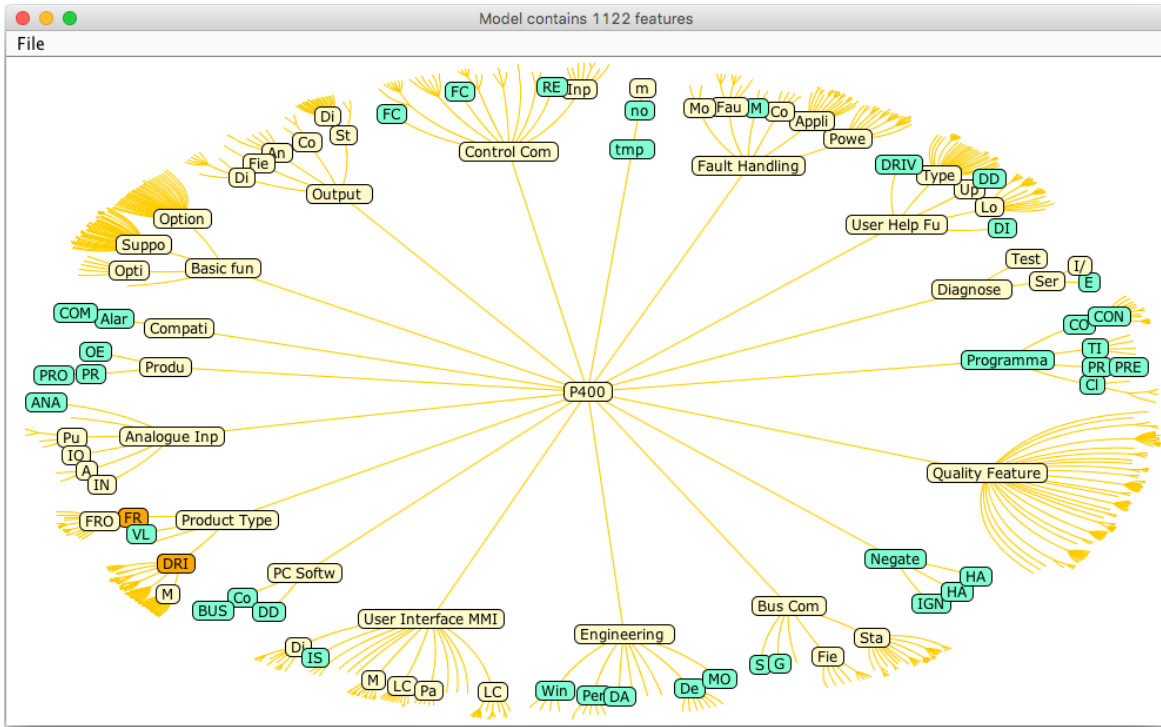 Model contains 1122 features
File
FC
FC
RE
Inp
Control Com
m
no
tmp
Mo
Fau
M
Co
Appli
Powe
Fault Handling
Di
St
Co
An
Fie
Di
Output
DRIV
Type
DD
Up
Lo
DI
User Help Fu
Option
Suppo
Opti
Basic fun
Test
I/
Ser
E
Diagnose
COM
Alar
Compati
CO
CON
TI
PR
PRE
CI
Programma
OE
PRO
PR
Produ
P400
ANA
Pu
IO
A
IN
Analogue Inp
Quality Feature
FRO
FR
VL
Product Type
DRI
M
PC Softw
Co
BUS
DD
Negate
HA
HA
IGN
User Interface MMI
Di
IS
M
LC
Pa
LC
Engineering
Win
Per
DA
De
MO
Bus Com
S
G
Fie
Sta